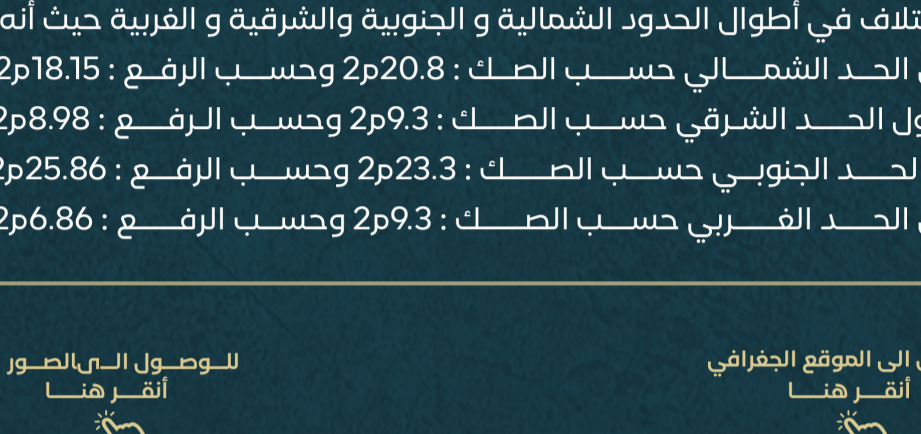 في أطوال الحدود الشمالية و الجنوبية والشرقية و الغربية حيث أنه
الحد الشمالي حسب الصك : 20.8م2 وحسب الرفع : 18.15م2
الحد الشرقي حسب الصك : 9.3م2 وحسب الرفع : 8.98م2
الجنوبي حسب الصك : 23.3م2 وحسب الرفع : 25.86م2
الحد الغربي حسب الصك : 9.3م2 وحسب الرفع : 6.86م2
الى الموقع الجغرافي
أنقر هنا
للوصول الى الصور
أنقر هنا